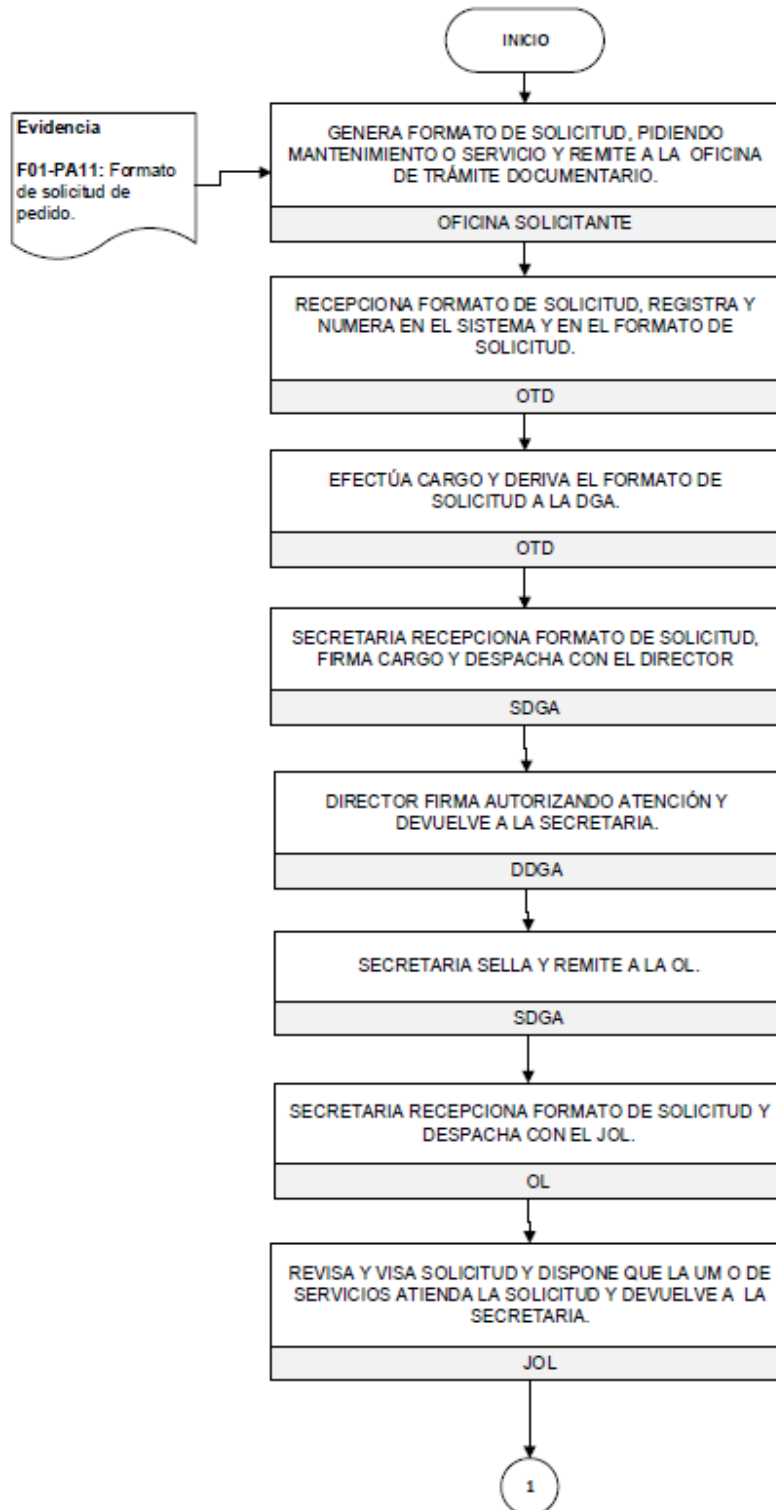 INICIO
Evidencia
F01-PA11: Formato
de solicitud de
pedido.
GENERA FORMATO DE SOLICITUD, PIDIENDO
MANTENIMIENTO O SERVICIO Y REMITE A LA OFICINA
DE TRÁMITE DOCUMENTARIO.
OFICINA SOLICITANTE
RECEPCIONA FORMATO DE SOLICITUD, REGISTRA Y
NUMERA EN EL SISTEMA Y EN EL FORMATO DE
SOLICITUD.
OTD
EFECTÚA CARGO Y DERIVA EL FORMATO DE
SOLICITUD A LA DGA.
OTD
SECRETARIA RECEPCIONA FORMATO DE SOLICITUD,
FIRMA CARGO Y DESPACHA CON EL DIRECTOR
SDGA
DIRECTOR FIRMA AUTORIZANDO ATENCIÓN Y
DEVUELVE A LA SECRETARIA.
DDGA
SECRETARIA SELLA Y REMITE A LA OL.
SDGA
SECRETARIA RECEPCIONA FORMATO DE SOLICITUD Y
DESPACHA CON EL JOL.
OL
REVISA Y VISA SOLICITUD Y DISPONE QUE LA UM O DE
SERVICIOS ATIENDA LA SOLICITUD Y DEVUELVE A LA
SECRETARIA.
JOL
1